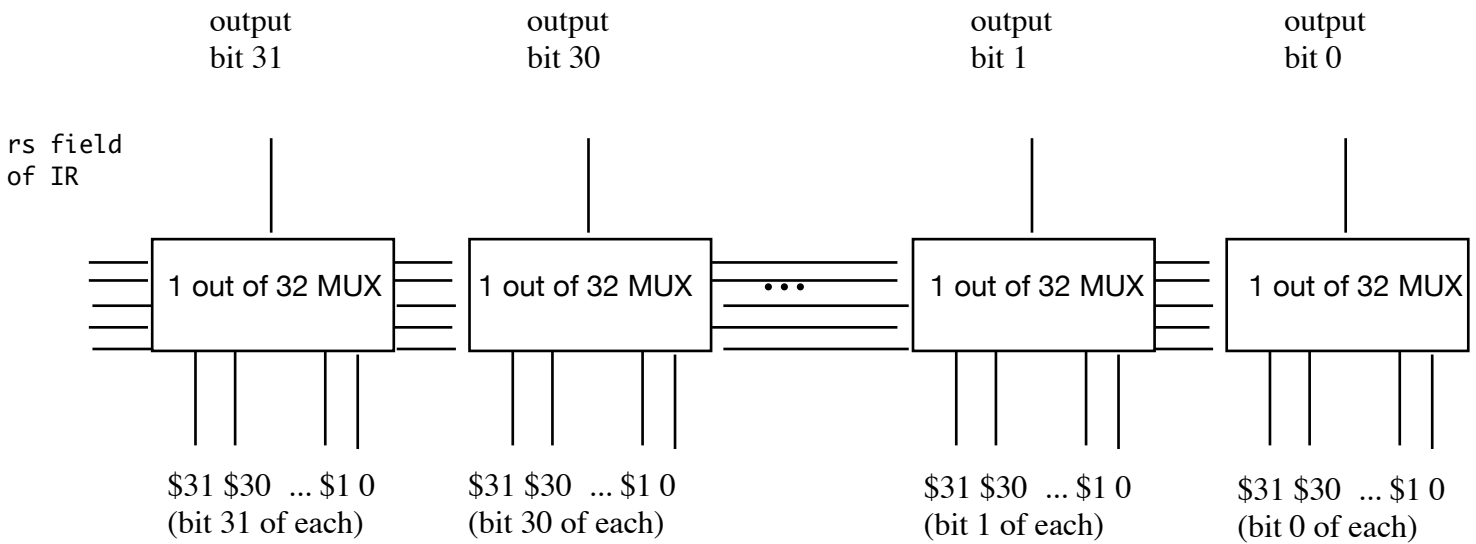 output
bit 31
output
bit 30
output
bit 1
output
bit 0
rs field
of IR
1 out of 32 MUX
1 out of 32 MUX
...
1 out of 32 MUX
1 out of 32 MUX
$31 $30 ... $1 0
(bit 31 of each)
$31 $30 ... $1 0
(bit 30 of each)
$31 $30 ... $1 0
(bit 1 of each)
$31 $30 ... $1 0
(bit 0 of each)